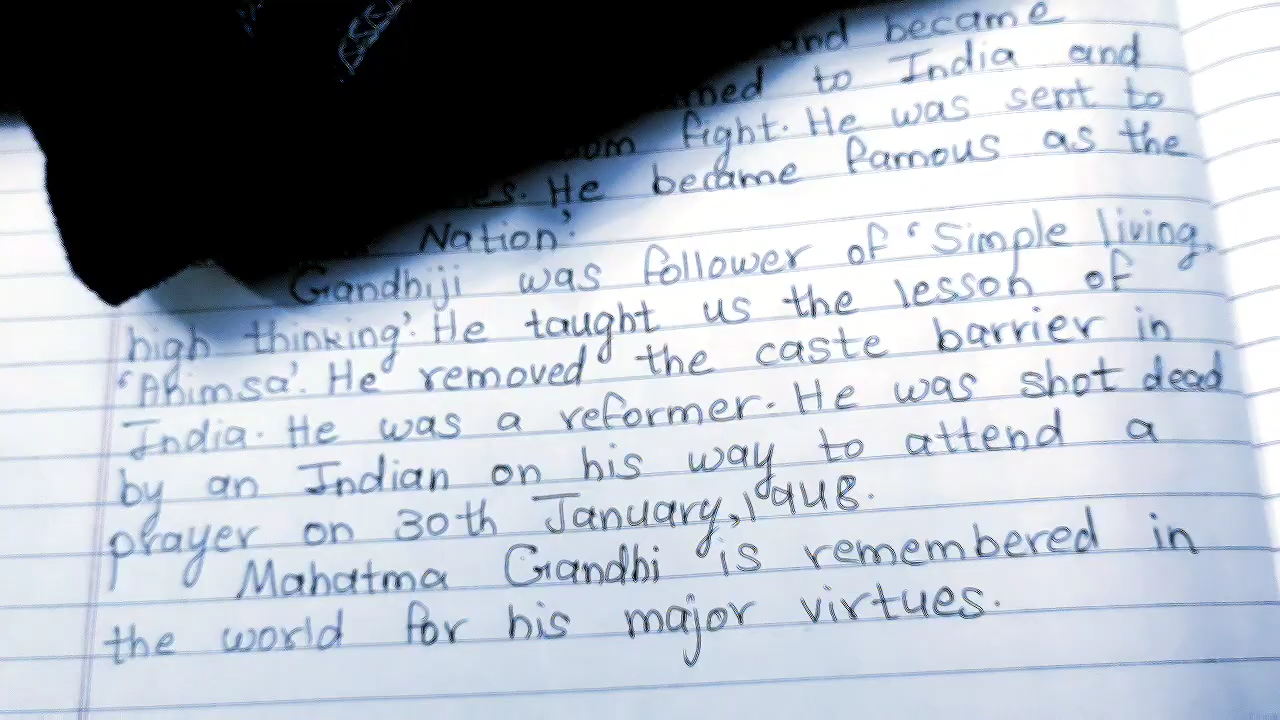 and became
to India and
fight. He was sent to
He became famous as the
Nation'.
Gandhiji was follower of 'Simple living,
high thinking'. He taught us the lesson of
'Ahimsa'. He removed the caste barrier in
India. He was a reformer. He was shot dead
by an Indian on his way to attend a
prayer on 30th January, 1948.
Mahatma Gandhi is remembered in
the world for his major virtues.